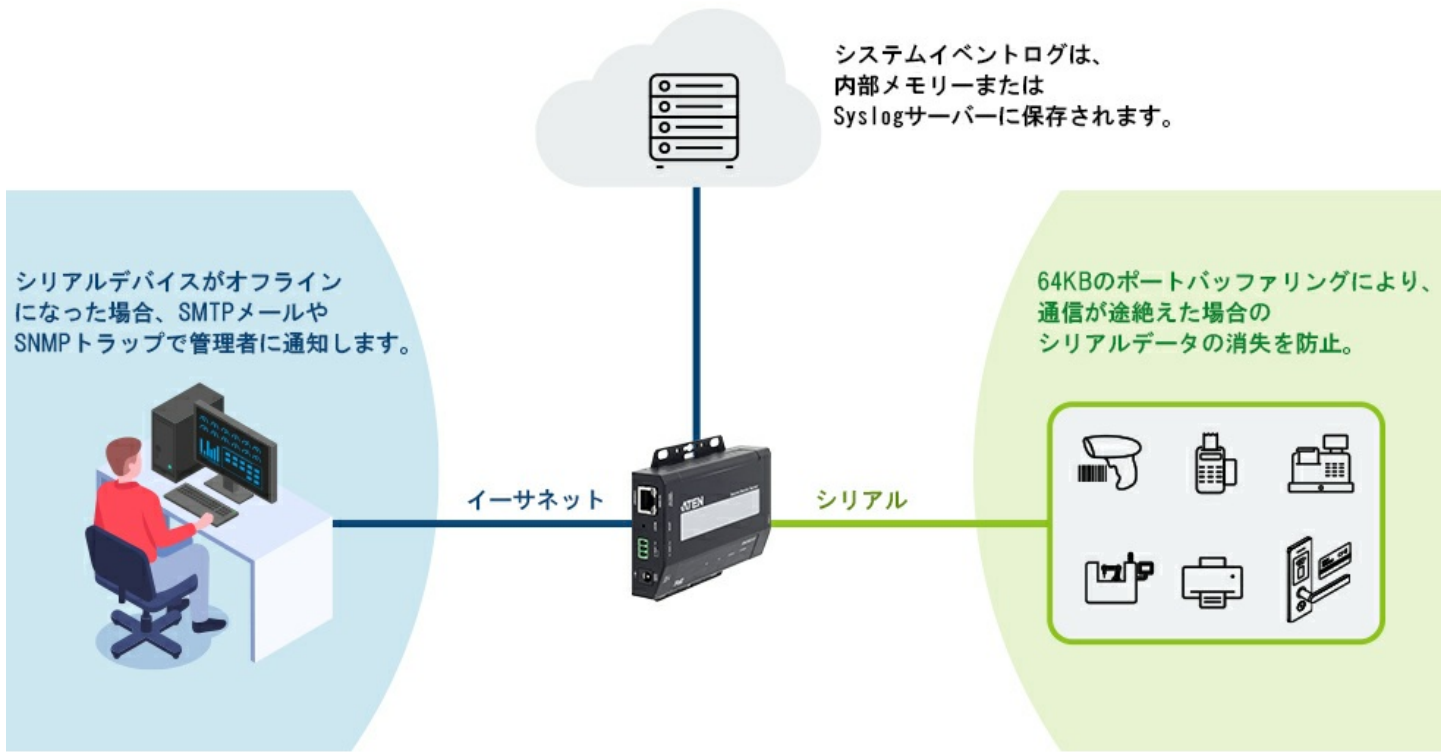 システムイベントログは、
内部メモリーまたは
Syslogサーバーに保存されます。
シリアルデバイスがオフライン
になった場合、SMTPメールや
SNMPトラップで管理者に通知します。
64KBのポートバッファリングにより、
通信が途絶えた場合の
シリアルデータの消失を防止。
イーサネット
ATEN
シリアル
PoE